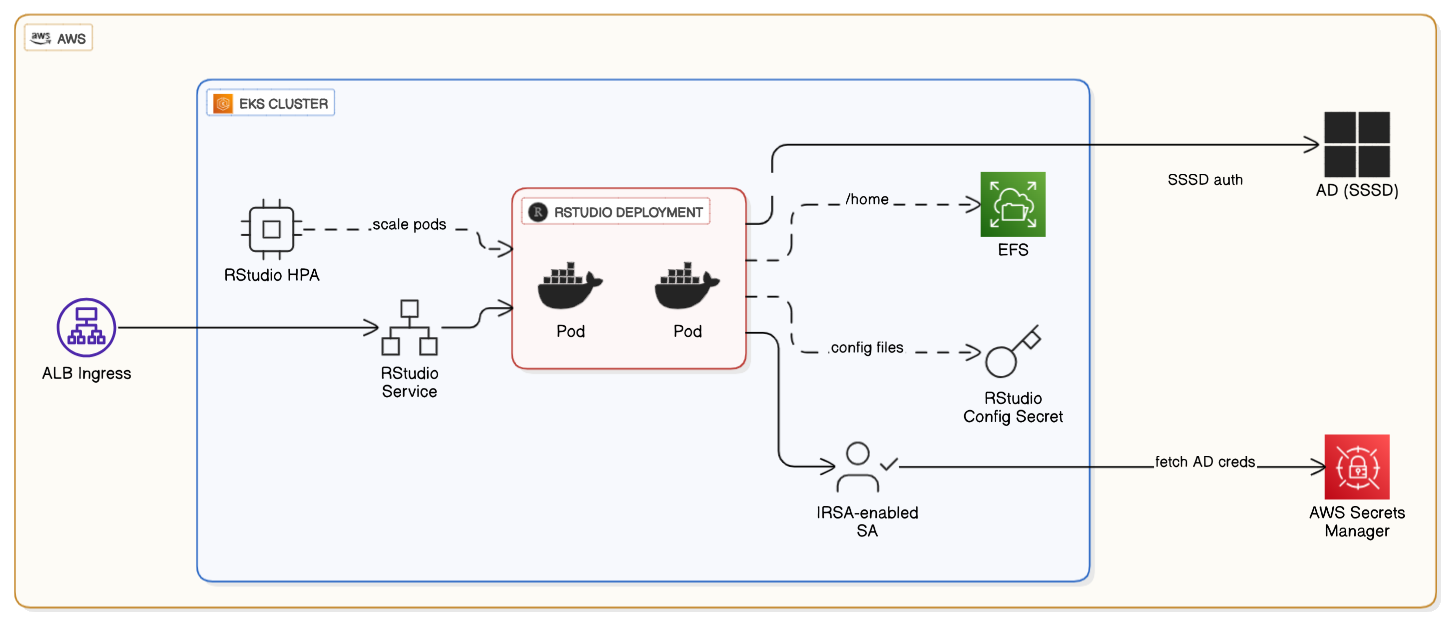 aws AWS
EKS CLUSTER
AD (SSSD)
SSSD auth
/home
EFS
R RSTUDIO DEPLOYMENT
scale pods
RStudio HPA
Pod
Pod
ALB Ingress
RStudio
Service
config files
RStudio
Config Secret
fetch AD creds
IRSA-enabled
SA
AWS Secrets
Manager